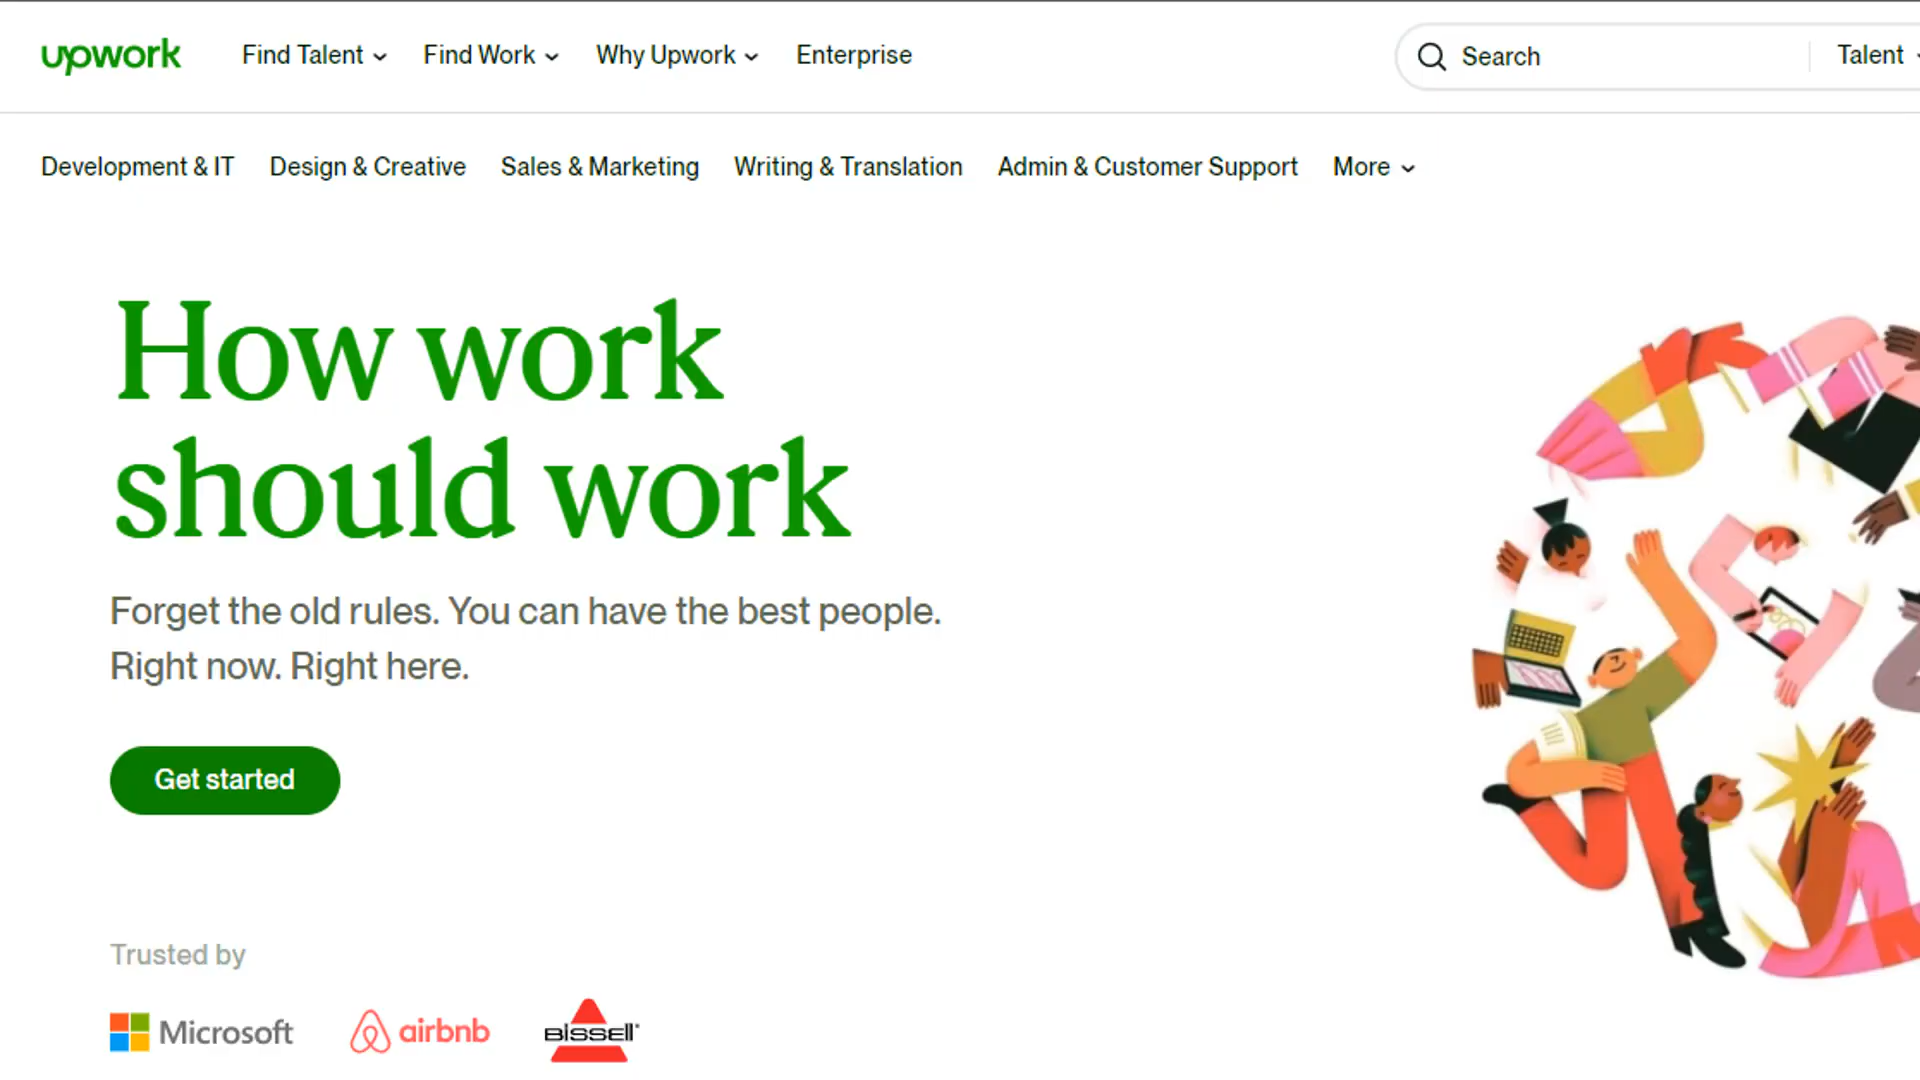 upwork Find Talent Find Work Why Upwork Enterprise Search Talent
Development & IT Design & Creative Sales & Marketing Writing & Translation Admin & Customer Support More
How work
should work
Forget the old rules. You can have the best people.
Right now. Right here.
Get started
Trusted by
Microsoft airbnb BISSELL